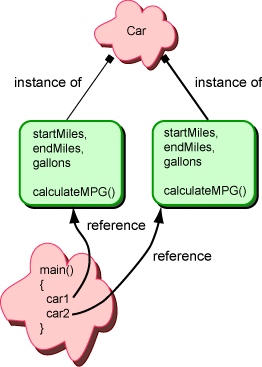 Car
instance of
instance of
startMiles,
endMiles,
gallons
calculateMPG()
startMiles,
endMiles,
gallons
calculateMPG()
reference
reference
main()
{
car1
car2
}